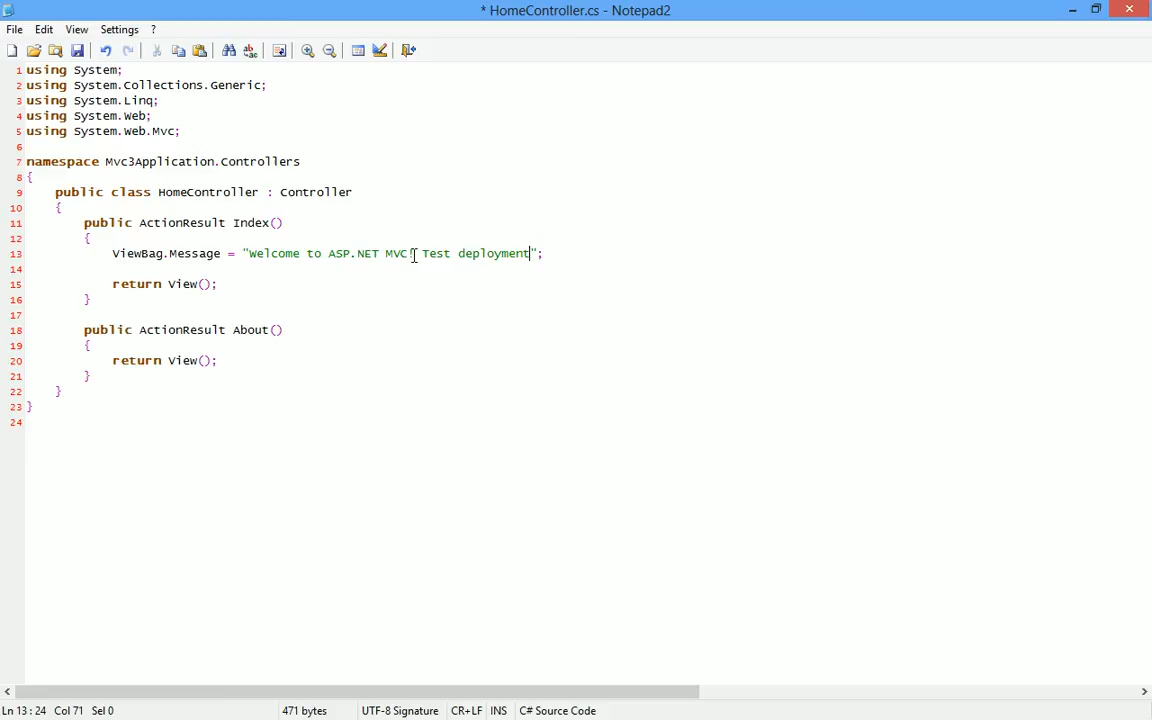 * HomeController.cs - Notepad2
File Edit View Settings ?
1 using System;
2 using System.Collections.Generic;
3 using System.Linq;
4 using System.Web;
5 using System.Web.Mvc;
6
7 namespace Mvc3Application.Controllers
8 {
9 public class HomeController : Controller
10 {
11 public ActionResult Index()
12 {
13 ViewBag.Message = "Welcome to ASP.NET MVC! Test deployment";
14
15 return View();
16 }
17
18 public ActionResult About()
19 {
20 return View();
21 }
22 }
23 }
24
Ln 13 : 24 Col 71 Sel 0 471 bytes UTF-8 Signature CR+LF INS C# Source Code